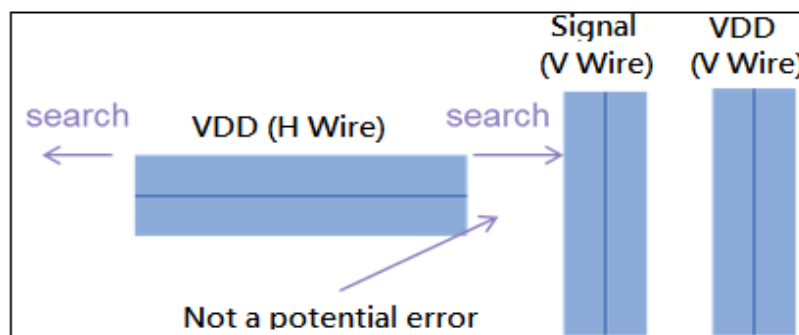 Signal
(V Wire)
VDD
(V Wire)
search
VDD (H Wire)
search
Not a potential error